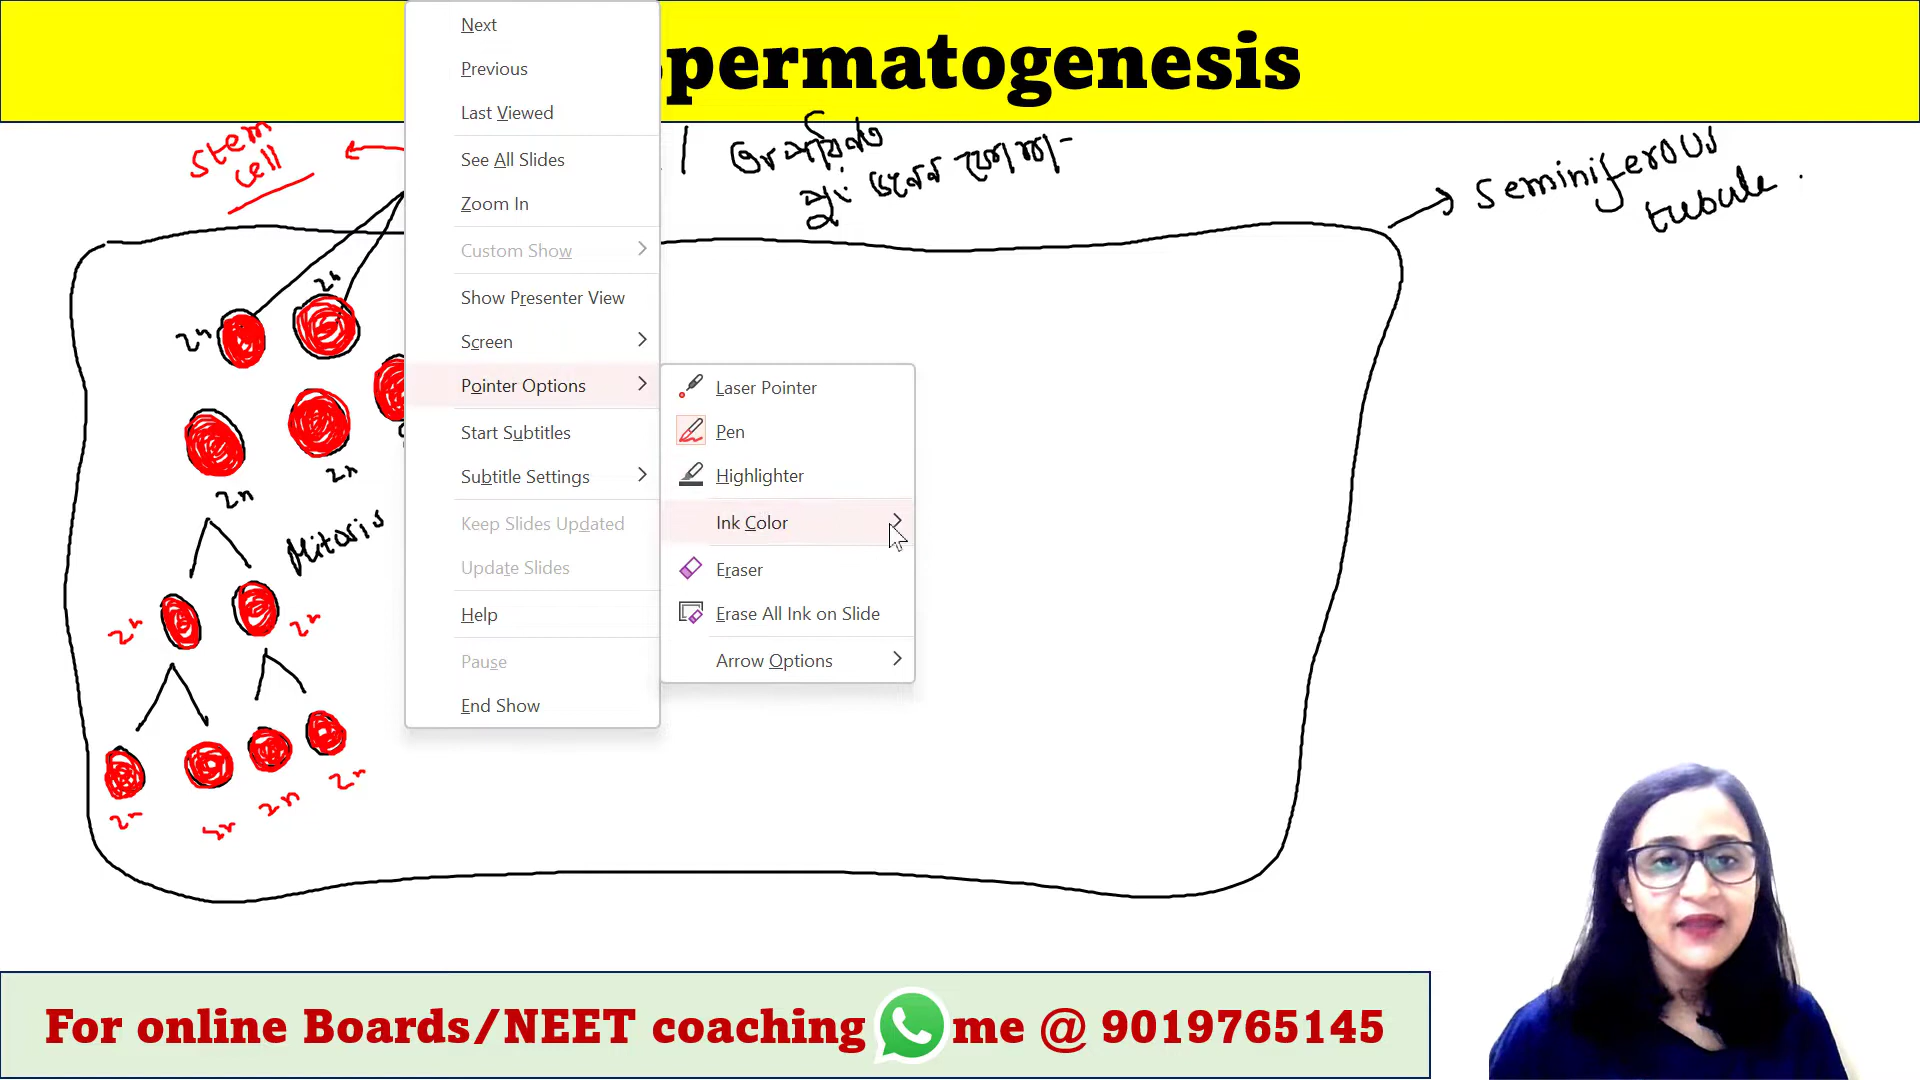 permatogenesis
Stem
cell
Seminiferous
tubule.
2n
2n
2n
2n
Mitosis
2n
2n
2n
2n
2n
2n
Next
Previous
Last Viewed
See All Slides
Zoom In
Custom Show
Show Presenter View
Screen
Pointer Options
Start Subtitles
Subtitle Settings
Keep Slides Updated
Update Slides
Help
Pause
End Show
Laser Pointer
Pen
Highlighter
Ink Color
Eraser
Erase All Ink on Slide
Arrow Options
For online Boards/NEET coaching me @ 9019765145